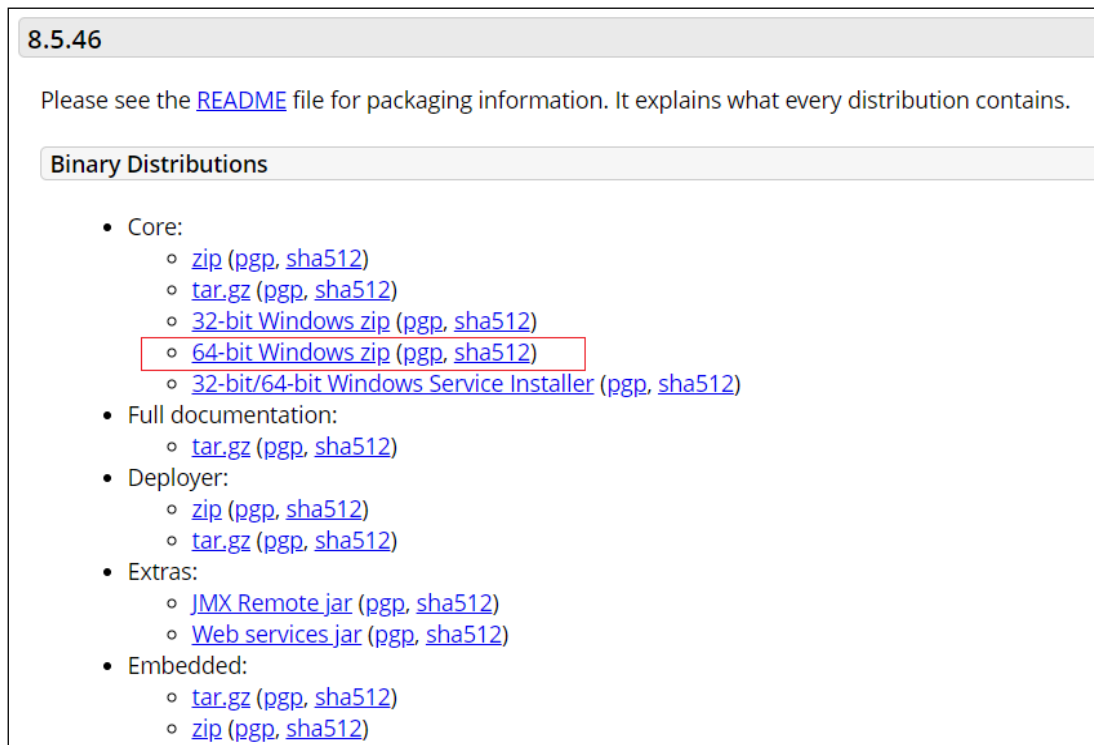 8.5.46
Please see the README file for packaging information. It explains what every distribution contains.
Binary Distributions
• Core:
◦ zip (pgp, sha512)
◦ tar.gz (pgp, sha512)
◦ 32-bit Windows zip (pgp, sha512)
◦ 64-bit Windows zip (pgp, sha512)
◦ 32-bit/64-bit Windows Service Installer (pgp, sha512)
• Full documentation:
◦ tar.gz (pgp, sha512)
• Deployer:
◦ zip (pgp, sha512)
◦ tar.gz (pgp, sha512)
• Extras:
◦ JMX Remote jar (pgp, sha512)
◦ Web services jar (pgp, sha512)
• Embedded:
◦ tar.gz (pgp, sha512)
◦ zip (pgp, sha512)